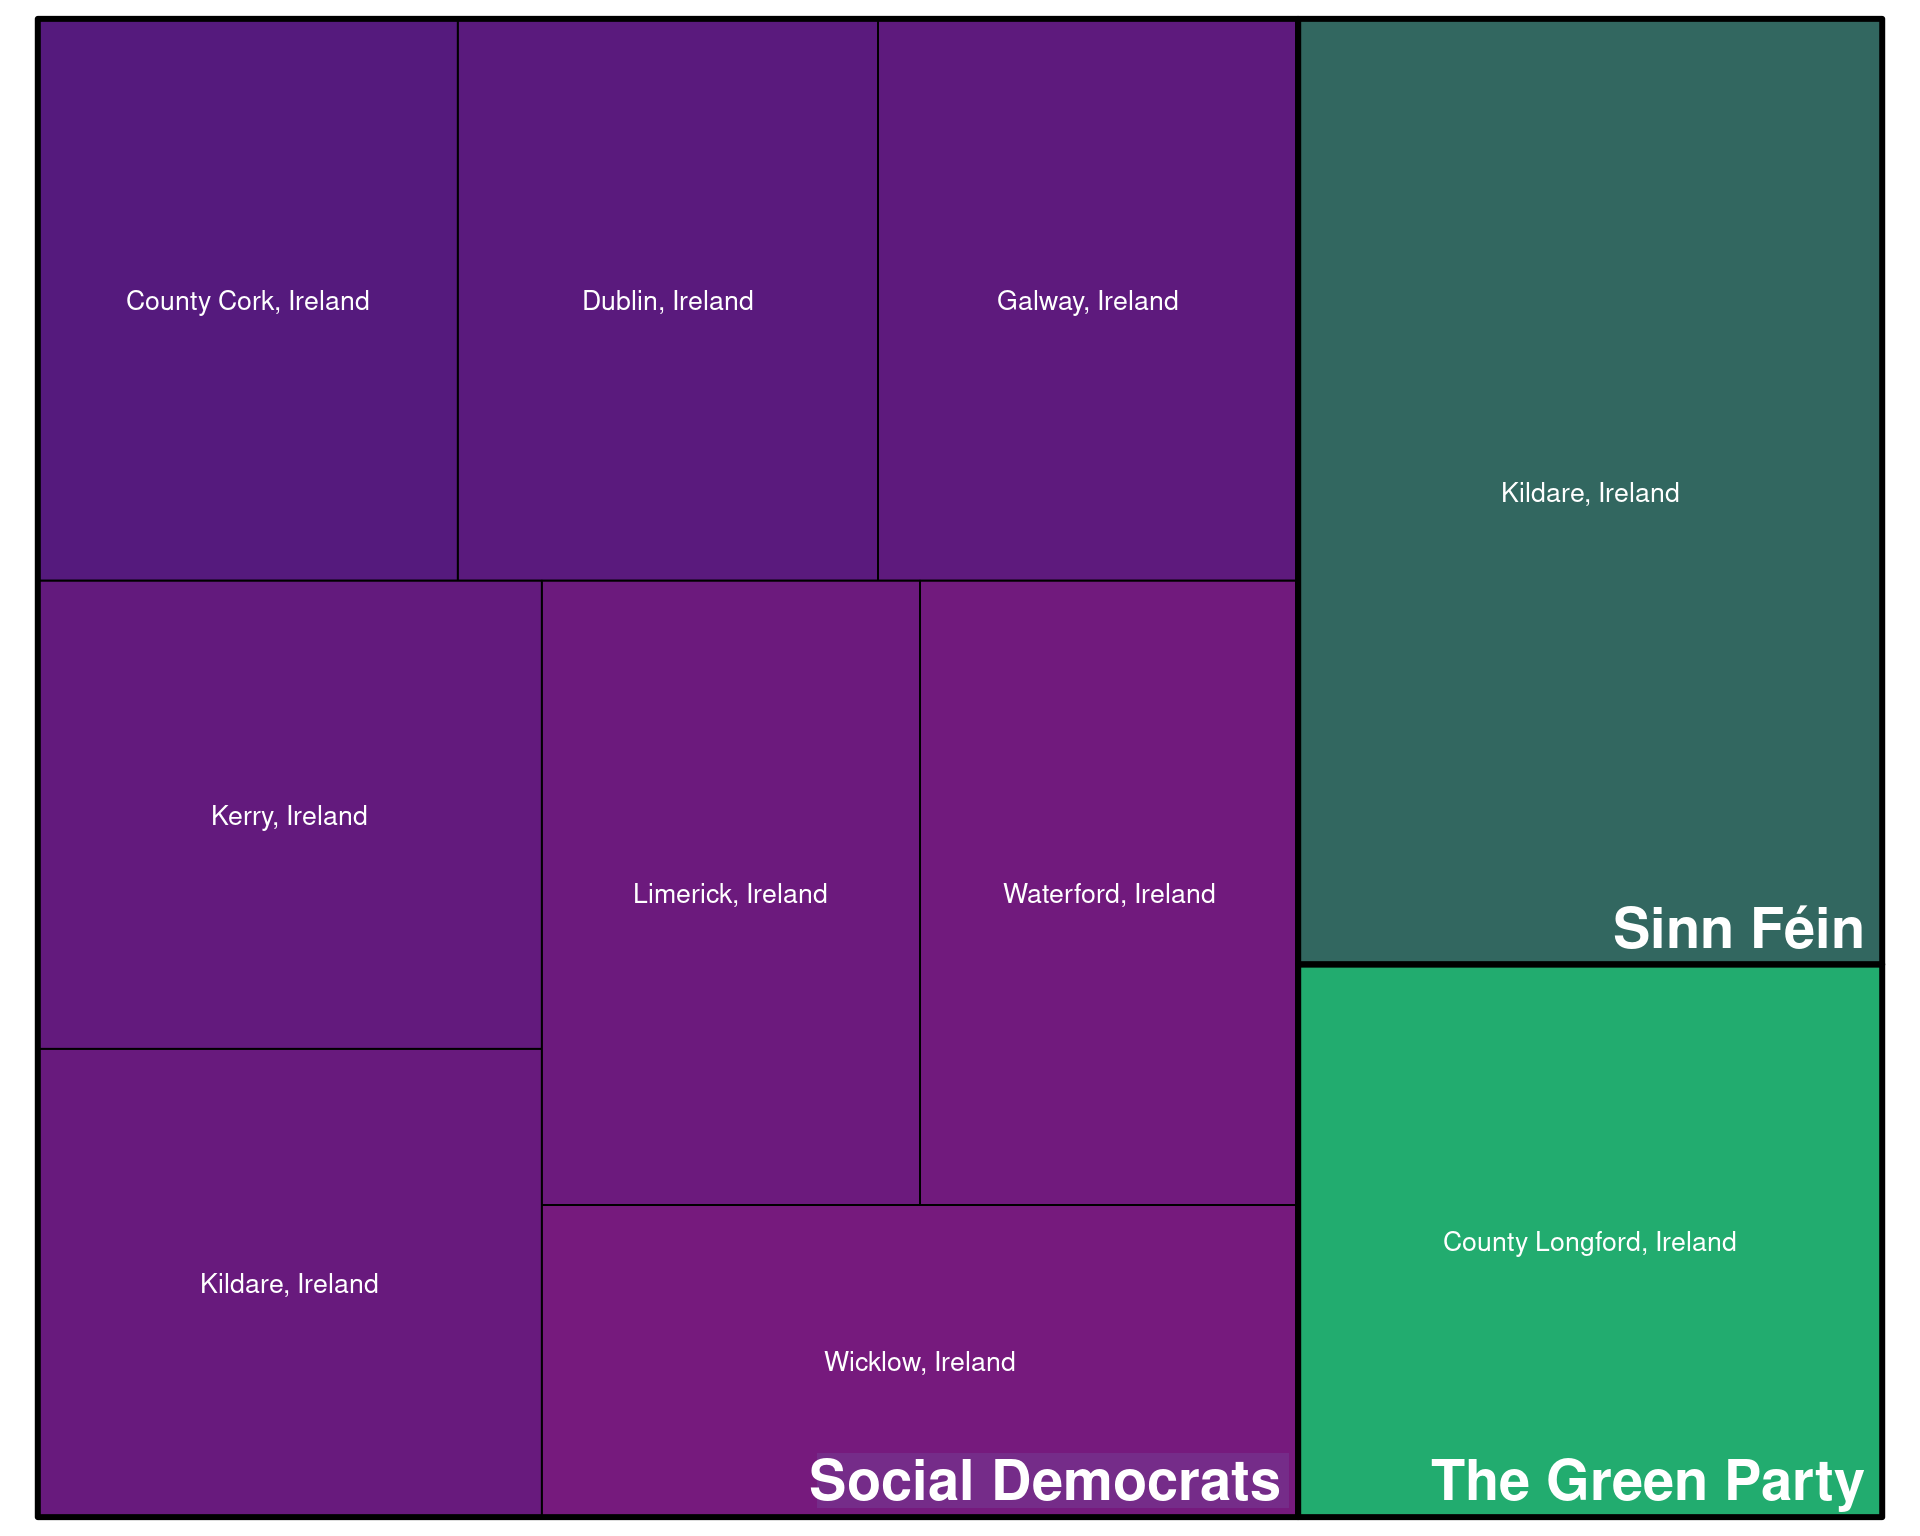 County Cork, Ireland
Dublin, Ireland
Galway, Ireland
Kerry, Ireland
Limerick, Ireland
Waterford, Ireland
Kildare, Ireland
Wicklow, Ireland
Social Democrats
Kildare, Ireland
Sinn Féin
County Longford, Ireland
The Green Party